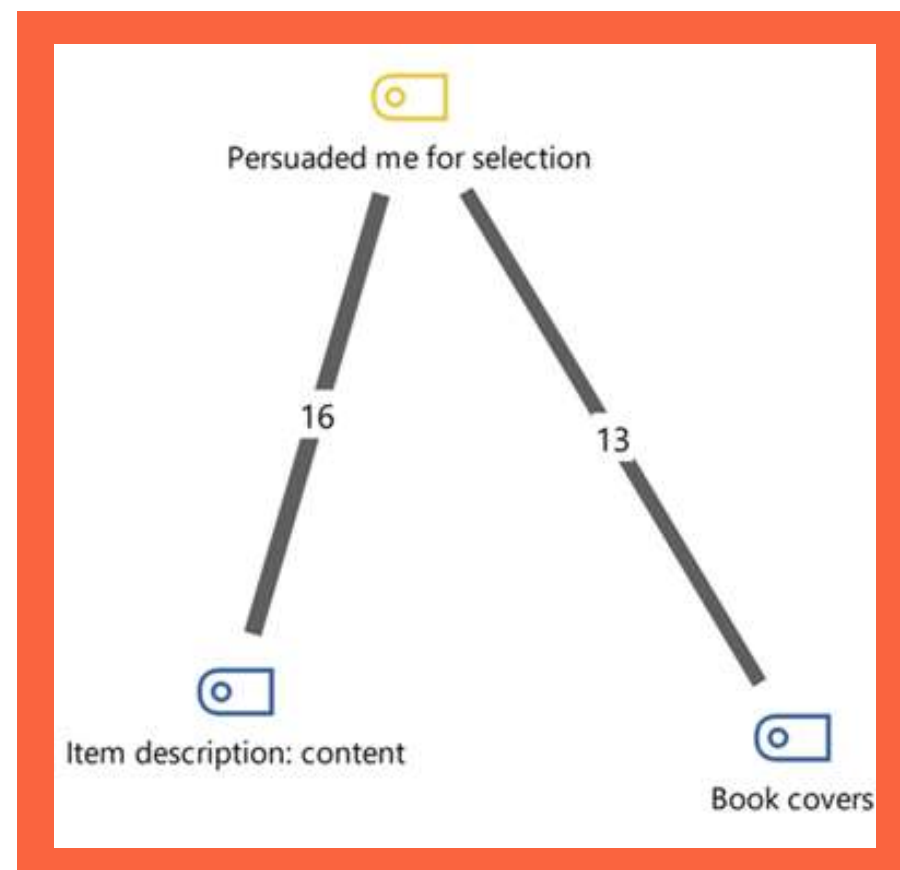 Persuaded me for selection
16
13
Item description: content
Book covers